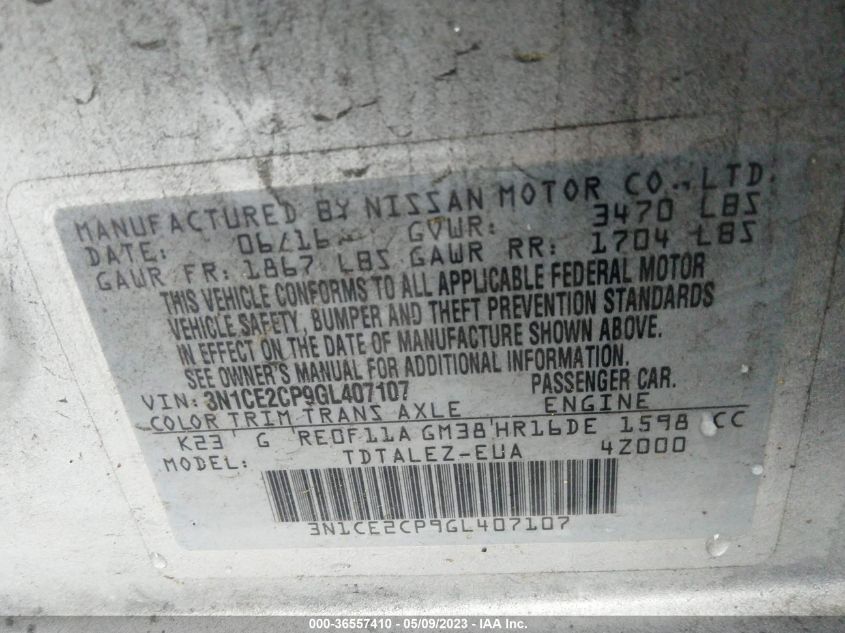 MANUFACTURED BY NISSAN MOTOR CO., LTD.
DATE: 06/16 GVWR: 3470 LBS
GAWR FR: 1867 LBS GAWR RR: 1704 LBS
THIS VEHICLE CONFORMS TO ALL APPLICABLE FEDERAL MOTOR
VEHICLE SAFETY, BUMPER AND THEFT PREVENTION STANDARDS
IN EFFECT ON THE DATE OF MANUFACTURE SHOWN ABOVE.
SEE OWNER'S MANUAL FOR ADDITIONAL INFORMATION.
VIN: 3N1CE2CP9GL407107 PASSENGER CAR.
COLOR TRIM TRANS AXLE ENGINE
K23 G RE0F11A GM38 HR16DE 1598 CC
MODEL: TDTALEZ-EUA 4Z000
3N1CE2CP9GL407107
000-36557410 - 05/09/2023 - IAA Inc.